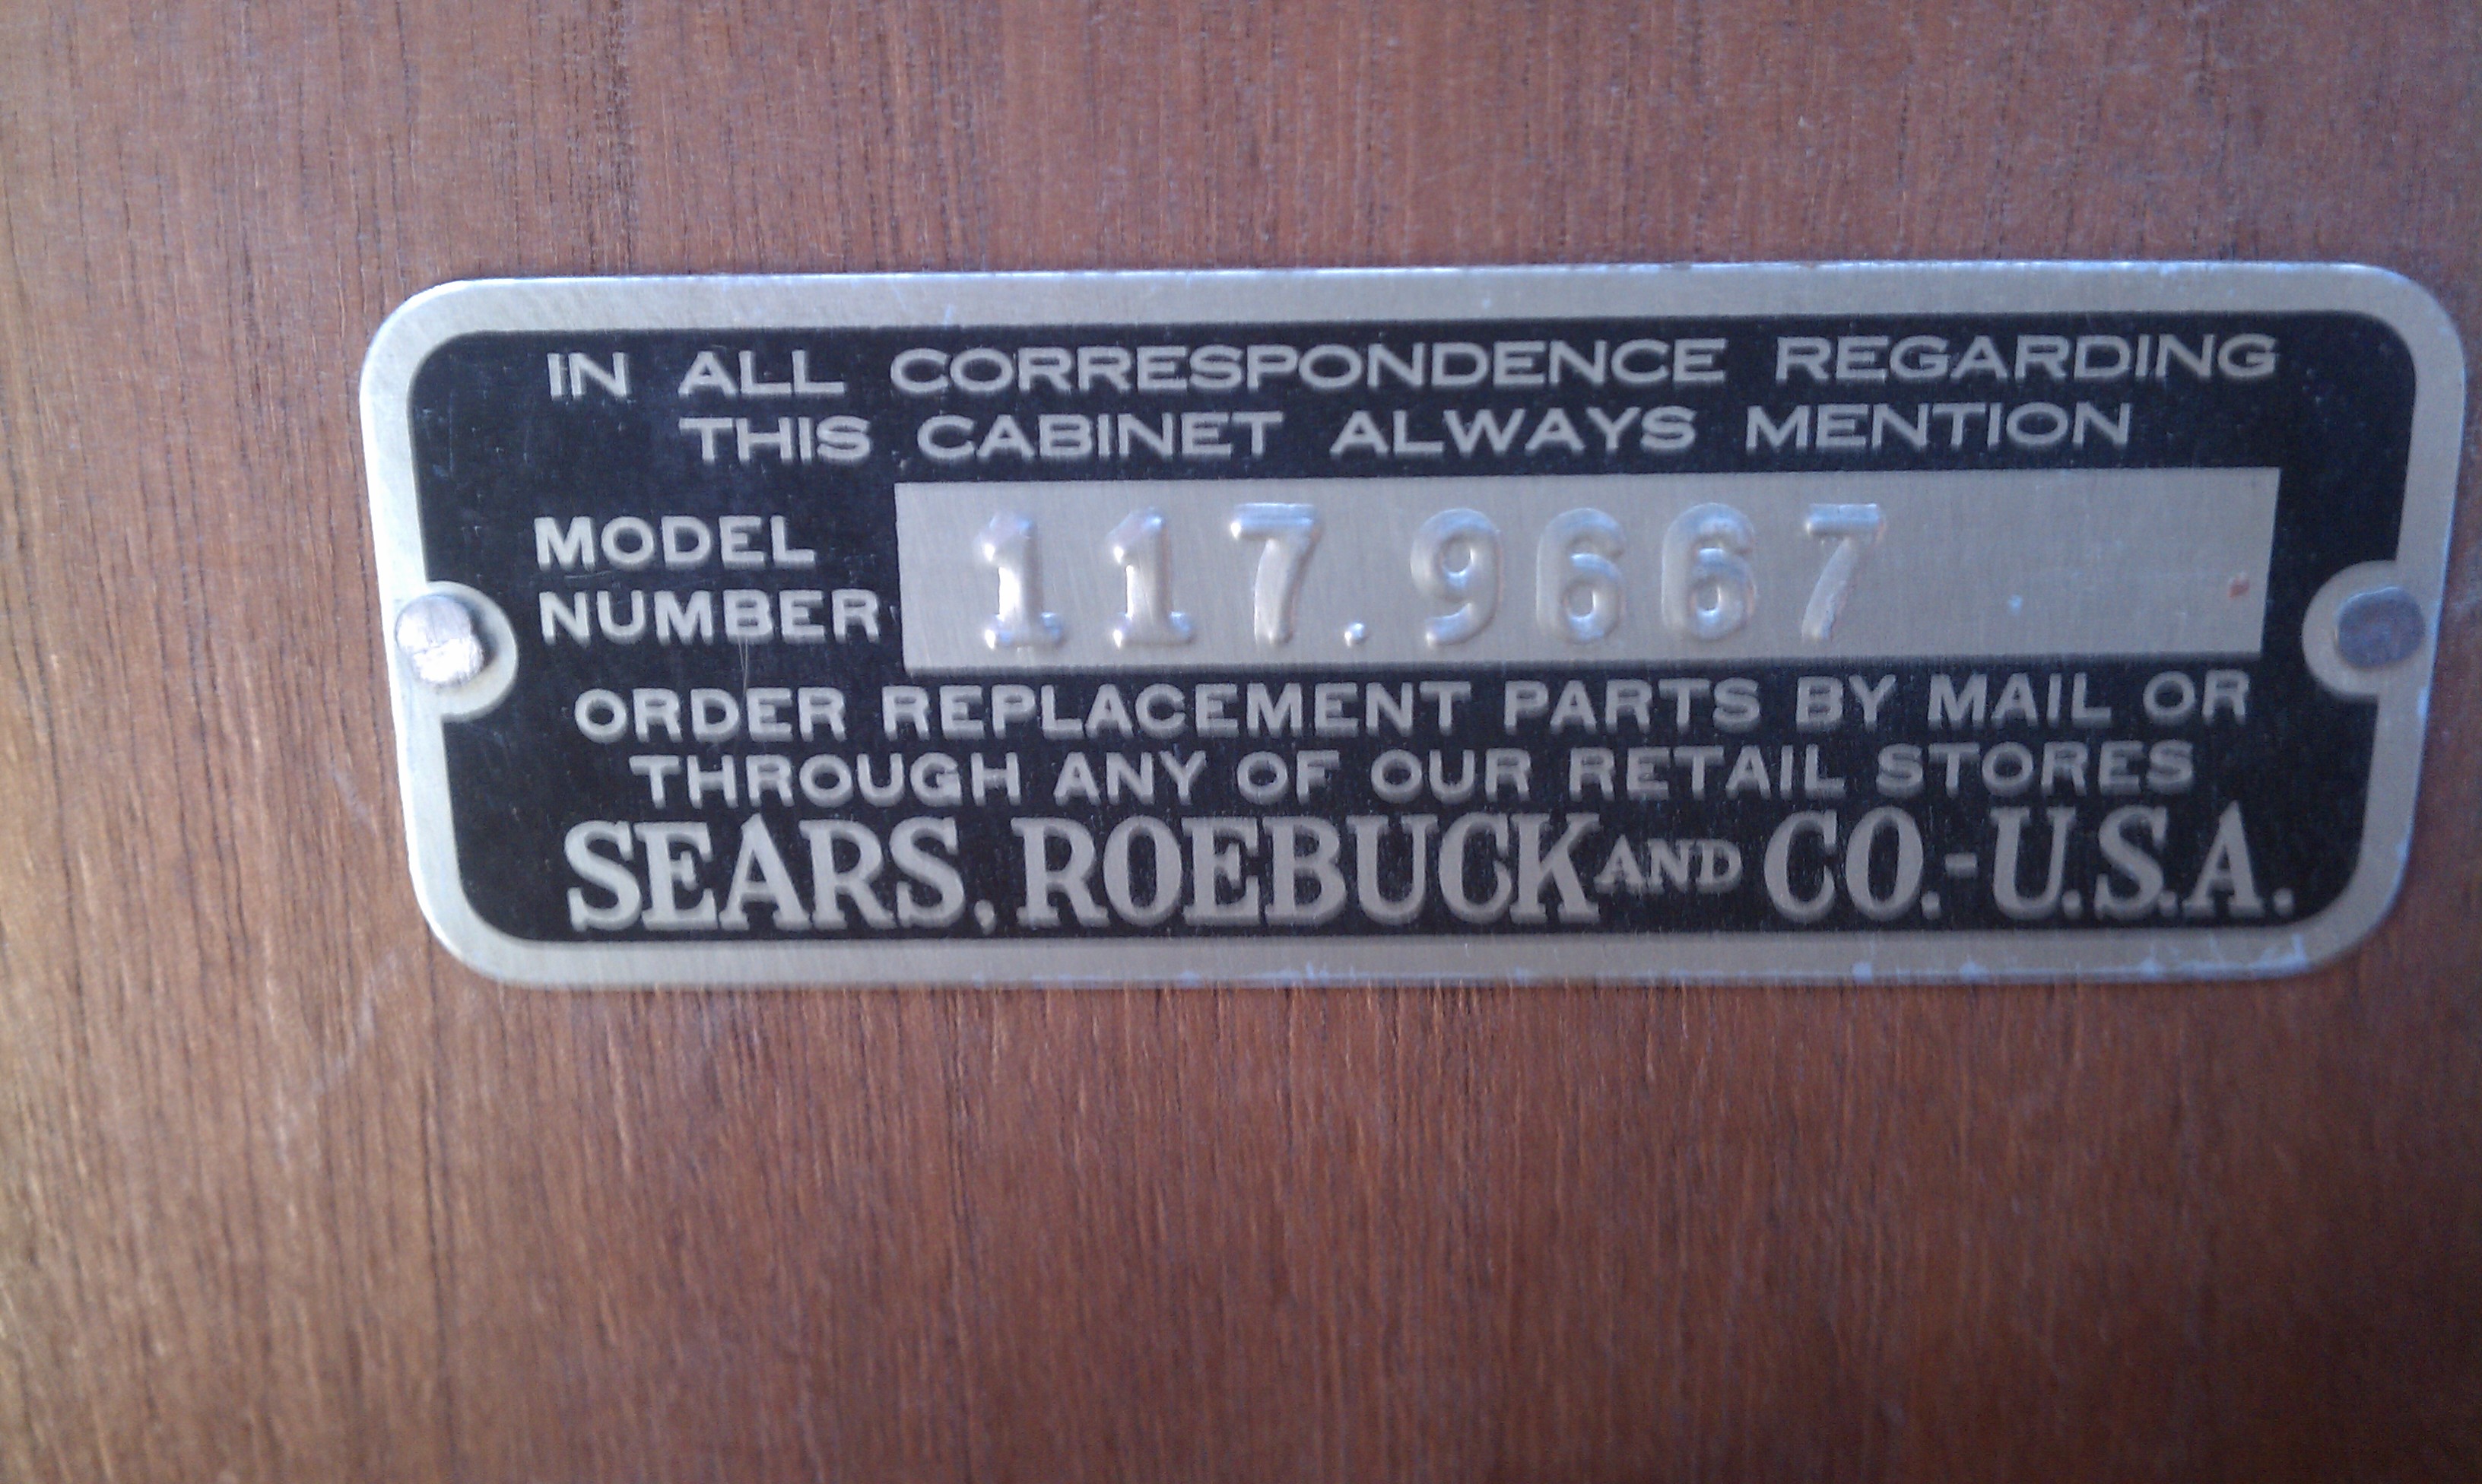 IN ALL CORRESPONDENCE REGARDING
THIS CABINET ALWAYS MENTION
MODEL
NUMBER
117.9667
ORDER REPLACEMENT PARTS BY MAIL OR
THROUGH ANY OF OUR RETAIL STORES
SEARS, ROEBUCK AND CO.-U.S.A.